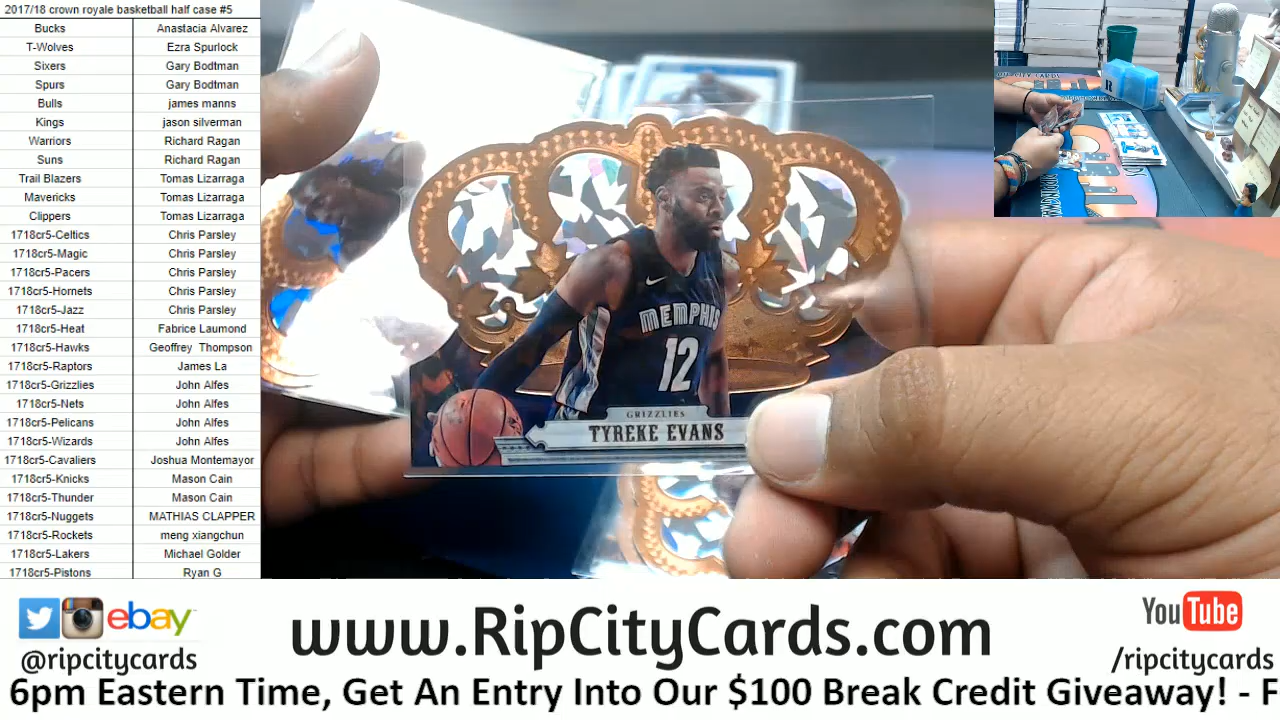 2017/18 crown royale basketball half case #5
Bucks Anastacia Alvarez
T-Wolves Ezra Spurlock
Sixers Gary Bodtman
Spurs Gary Bodtman
Bulls james manns
Kings jason silverman
Warriors Richard Ragan
Suns Richard Ragan
Trail Blazers Tomas Lizarraga
Mavericks Tomas Lizarraga
Clippers Tomas Lizarraga
1718cr5-Celtics Chris Parsley
1718cr5-Magic Chris Parsley
1718cr5-Pacers Chris Parsley
1718cr5-Hornets Chris Parsley
1718cr5-Jazz Chris Parsley
1718cr5-Heat Fabrice Laumond
1718cr5-Hawks Geoffrey Thompson
1718cr5-Raptors James La
1718cr5-Grizzlies John Alfes
1718cr5-Nets John Alfes
1718cr5-Pelicans John Alfes
1718cr5-Wizards John Alfes
1718cr5-Cavaliers Joshua Montemayor
1718cr5-Knicks Mason Cain
1718cr5-Thunder Mason Cain
1718cr5-Nuggets MATHIAS CLAPPER
1718cr5-Rockets meng xiangchun
1718cr5-Lakers Michael Golder
1718cr5-Pistons Ryan G
MEMPHIS
12
GRIZZLIES
TYREKE EVANS
ebay
@ripcitycards
www.RipCityCards.com
YouTube
/ripcitycards
6pm Eastern Time, Get An Entry Into Our $100 Break Credit Giveaway! - F